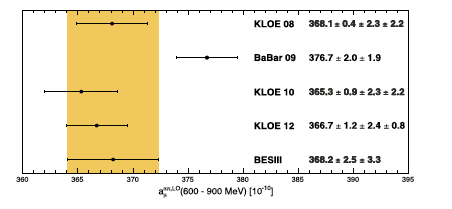 KLOE 08 368.1 ± 0.4 ± 2.3 ± 2.2
BaBar 09 376.7 ± 2.0 ± 1.9
KLOE 10 365.3 ± 0.9 ± 2.3 ± 2.2
KLOE 12 366.7 ± 1.2 ± 2.4 ± 0.8
BESIII 368.2 ± 2.5 ± 3.3
360 365 370 375 380 385 390 395
(600 - 900 MeV) [10⁻¹⁰]